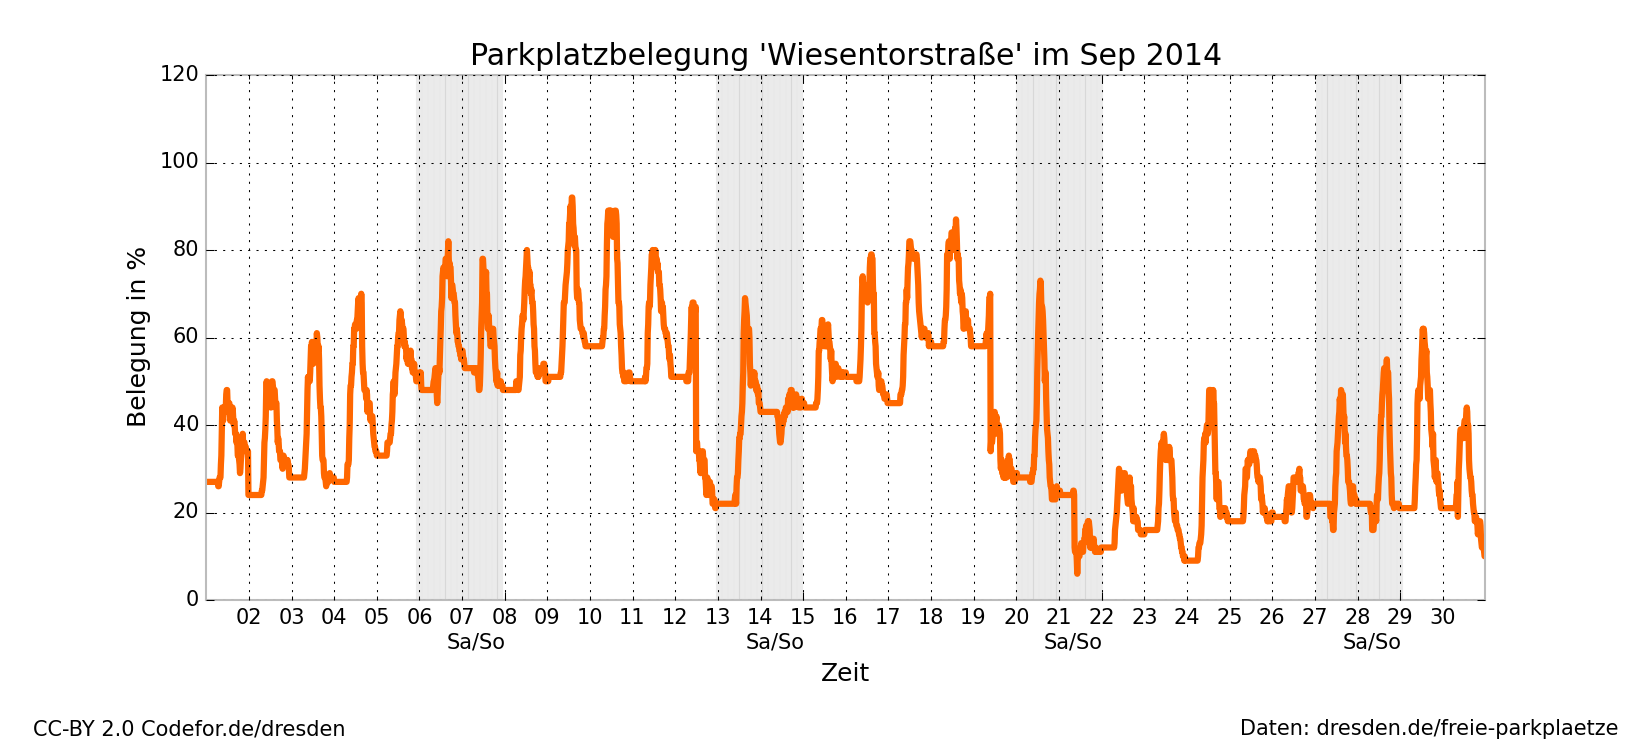 Parkplatzbelegung 'Wiesentorstraße' im Sep 2014
120
100
80
60
40
20
0
Belegung in %
02 03 04 05 06 07 08 09 10 11 12 13 14 15 16 17 18 19 20 21 22 23 24 25 26 27 28 29 30
Sa/So Sa/So Sa/So Sa/So
Zeit
CC-BY 2.0 Codefor.de/dresden
Daten: dresden.de/freie-parkplaetze